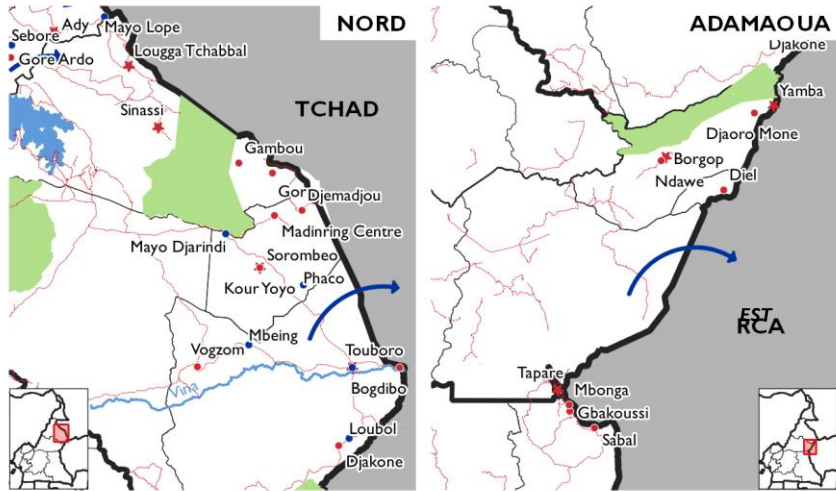 NORD
Ady
Mayo Lope
Sebore
Lougga Tchabbal
Gore Ardo
TCHAD
Sinassi
Gambou
Gor
Djemadjou
Madinring Centre
Mayo Djarindi
Sorombeo
Phaco
Kour Yoyo
Mbeing
Vogzom
Touboro
Vina
Bogdibo
Loubol
Djakone
ADAMAOUA
Djakone
Yamba
Djaoro Mone
Borgop
Ndawe
Diel
EST
RCA
Tapare
Mbonga
Gbakoussi
Sabal